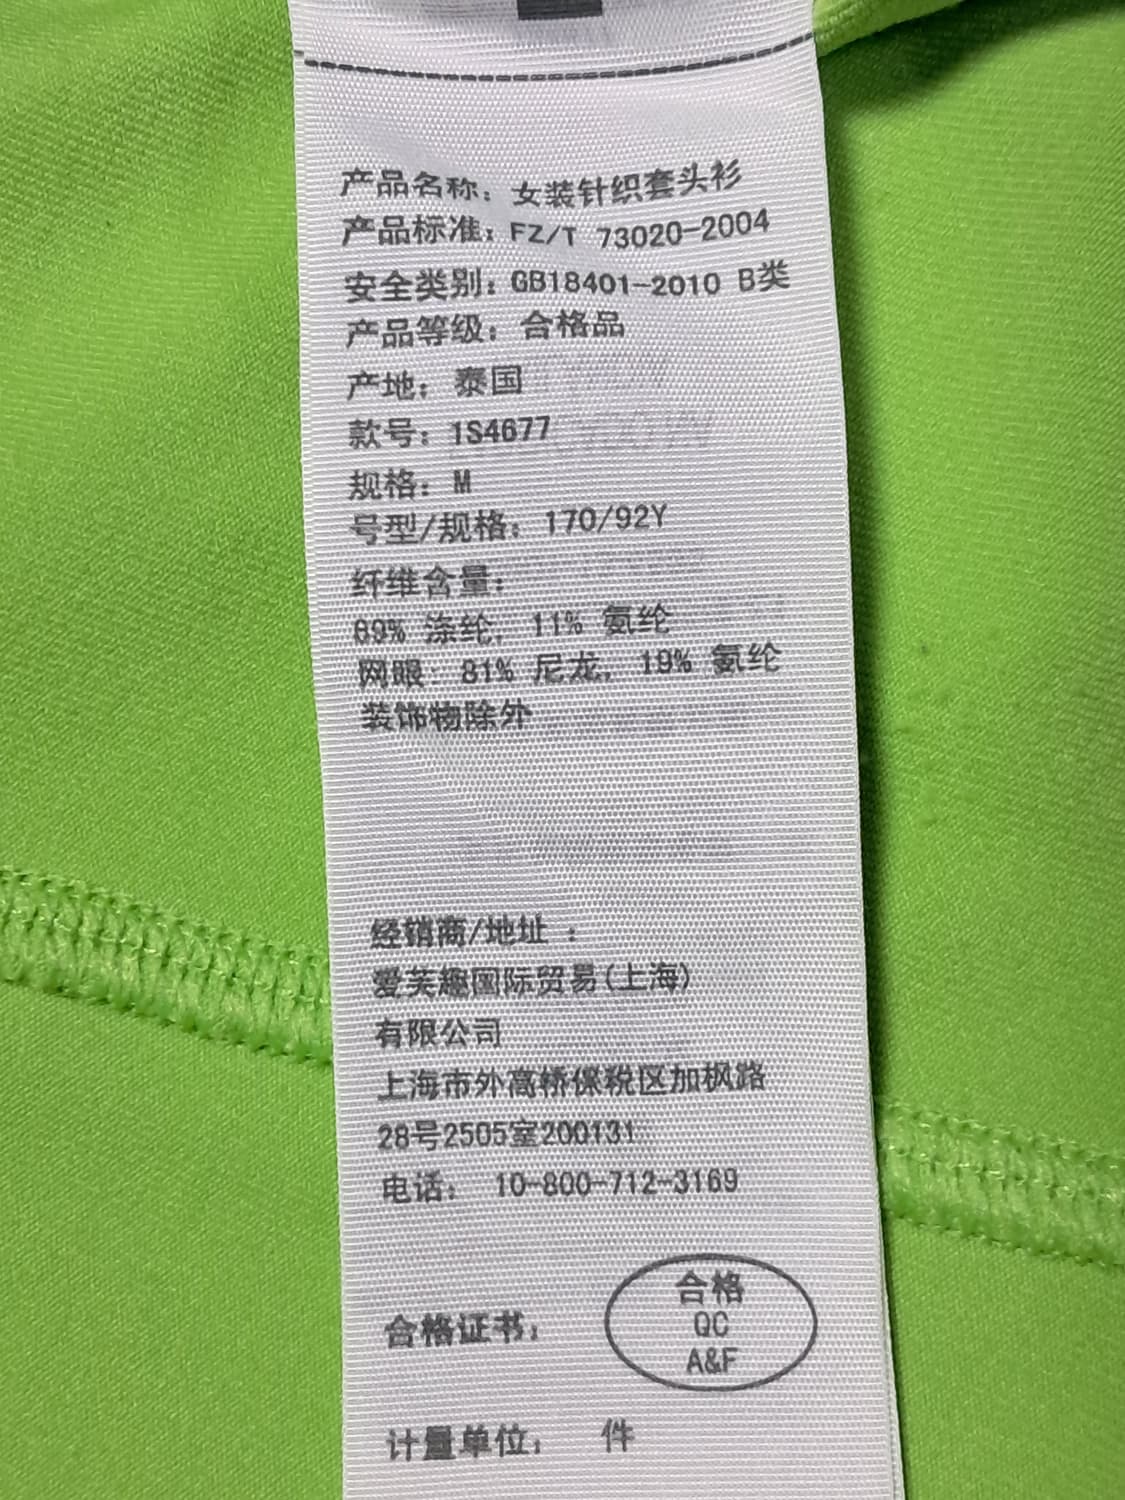 产品名称：女装针织套头衫
产品标准：FZ/T 73020-2004
安全类别：GB18401-2010 B类
产品等级：合格品
产地：泰国
款号：1S4677
规格：M
号型/规格：170/92Y
纤维含量：
89% 涤纶，11% 氨纶
网眼：81% 尼龙，19% 氨纶
装饰物除外
经销商/地址 ：
爱芙趣国际贸易(上海)
有限公司
上海市外高桥保税区加枫路
28号2505室200131
电话： 10-800-712-3169
合格
QC
A&F
合格证书：
计量单位： 件